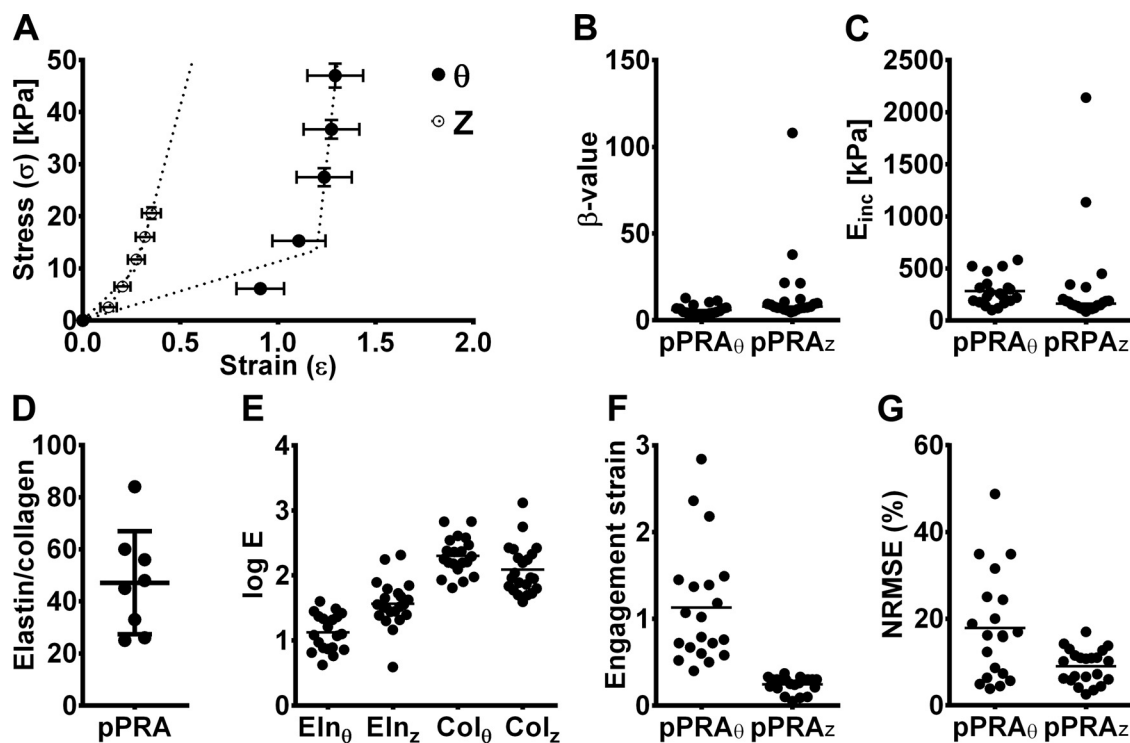 A
Stress (σ) [kPa]
50
40
30
20
10
0
0.0 0.5 1.0 1.5 2.0
Strain (ε)
θ
Z
B
β-value
150
100
50
0
pPRAθ pPRAz
C
Einc [kPa]
2500
2000
1500
1000
500
0
pPRAθ pRPAz
D
Elastin/collagen
100
80
60
40
20
0
pPRA
E
log E
4
3
2
1
0
Elnθ Elnz Colθ Colz
F
Engagement strain
3
2
1
0
pPRAθ pPRAz
G
NRMSE (%)
60
40
20
0
pPRAθ pPRAz